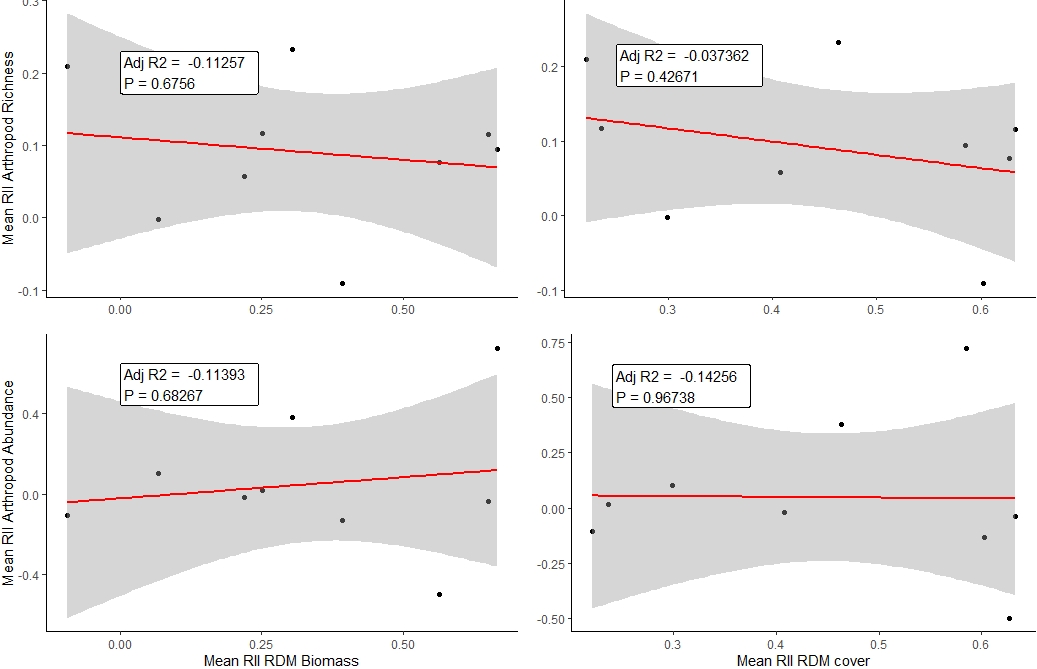 0.3
0.2
0.1
0.0
-0.1
Mean RII Arthropod Richness
Adj R2 = -0.11257
P = 0.6756
0.00
0.25
0.50
0.2
0.1
0.0
-0.1
Adj R2 = -0.037362
P = 0.42671
0.3
0.4
0.5
0.6
0.4
0.0
-0.4
Mean RII Arthropod Abundance
Adj R2 = -0.11393
P = 0.68267
0.00
0.25
0.50
Mean RII RDM Biomass
0.75
0.50
0.25
0.00
-0.25
-0.50
Adj R2 = -0.14256
P = 0.96738
0.3
0.4
0.5
0.6
Mean RII RDM cover